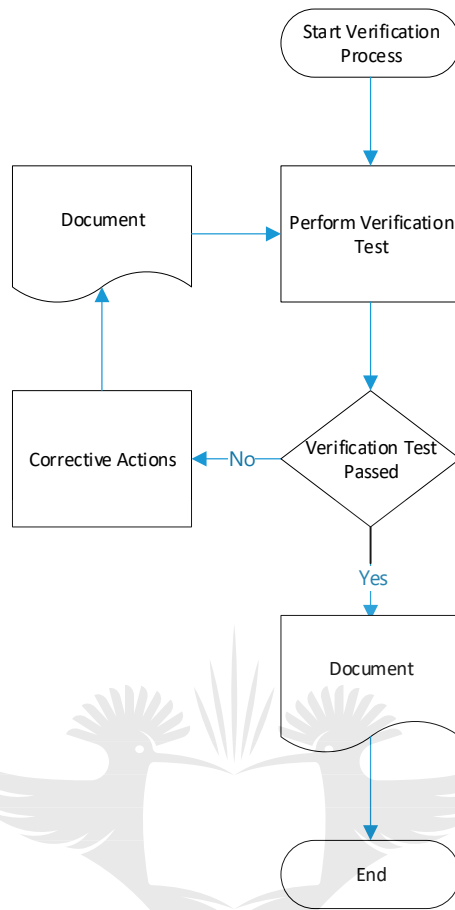 Start Verification
Process
Document
Perform Verification
Test
Corrective Actions
No
Verification Test
Passed
Yes
Document
End